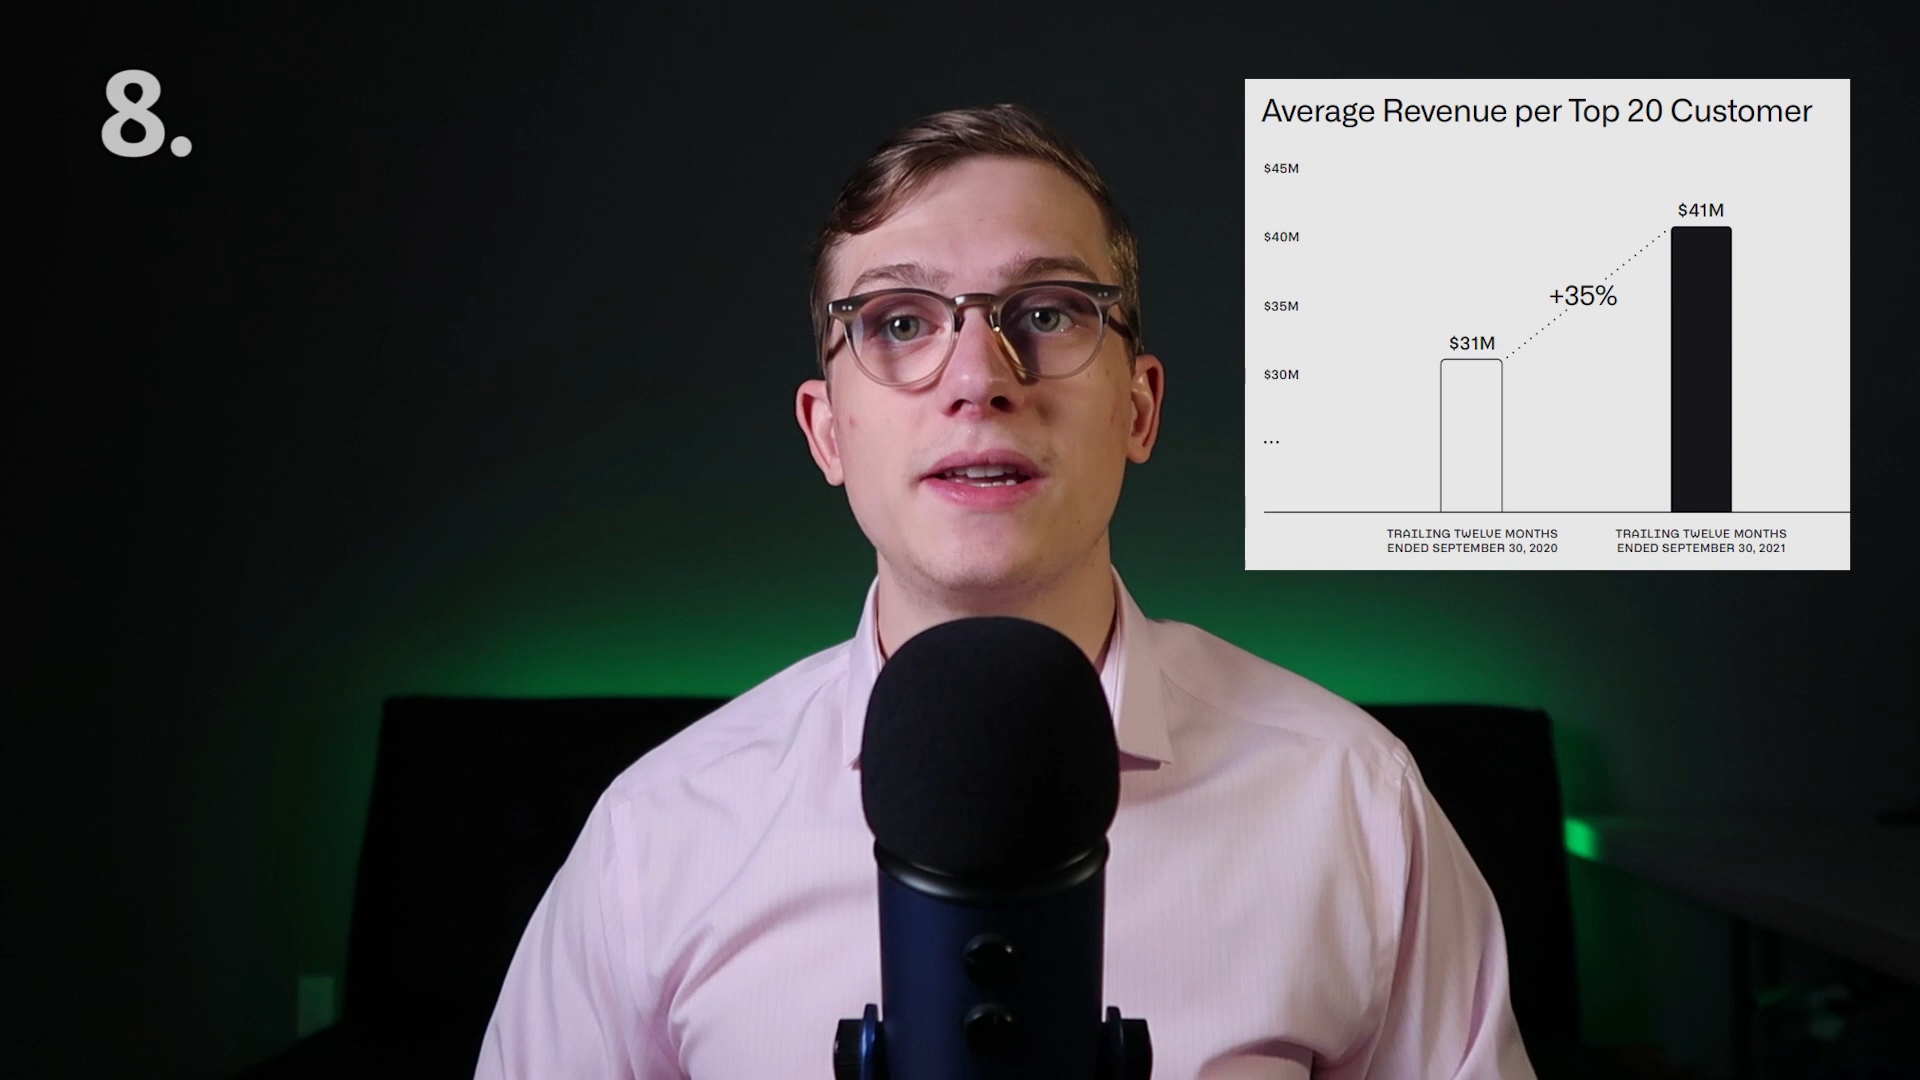 8.
Average Revenue per Top 20 Customer
$45M
$41M
$40M
+35%
$35M
$31M
$30M
...
TRAILING TWELVE MONTHS
ENDED SEPTEMBER 30, 2020
TRAILING TWELVE MONTHS
ENDED SEPTEMBER 30, 2021